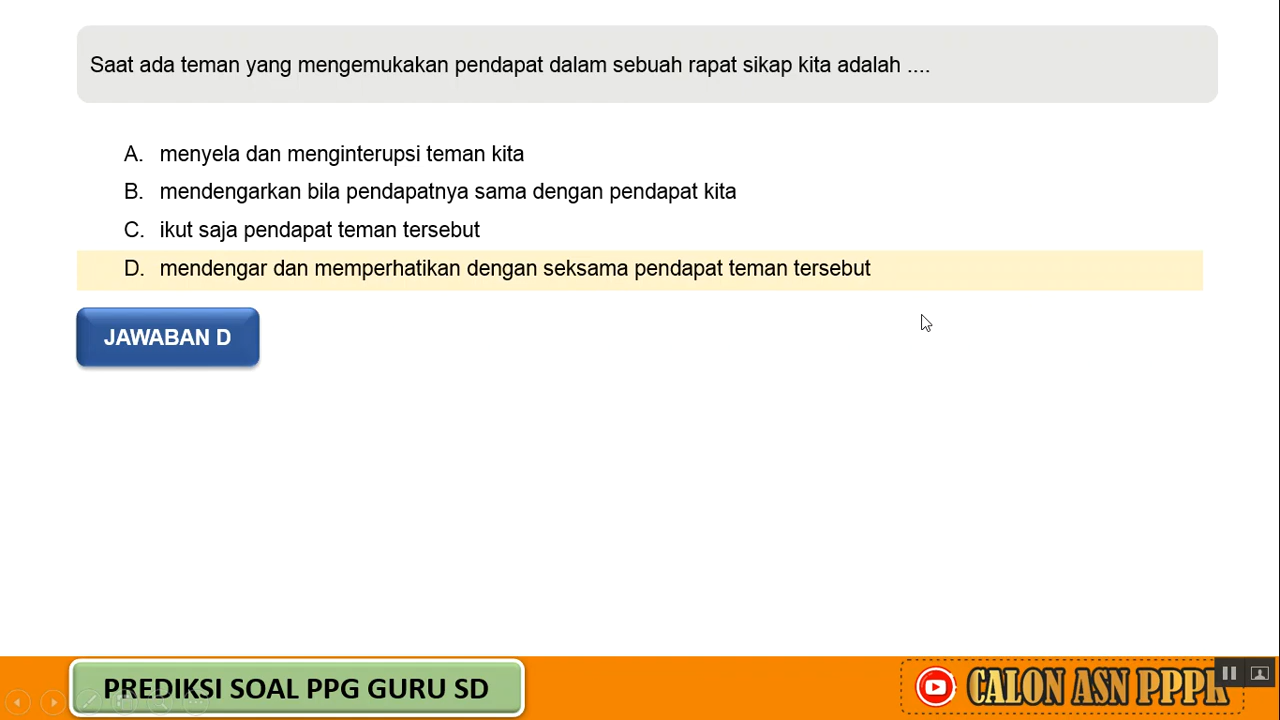 Saat ada teman yang mengemukakan pendapat dalam sebuah rapat sikap kita adalah ....
A. menyela dan menginterupsi teman kita
B. mendengarkan bila pendapatnya sama dengan pendapat kita
C. ikut saja pendapat teman tersebut
D. mendengar dan memperhatikan dengan seksama pendapat teman tersebut
JAWABAN D
PREDIKSI SOAL PPG GURU SD
CALON ASN PPPK